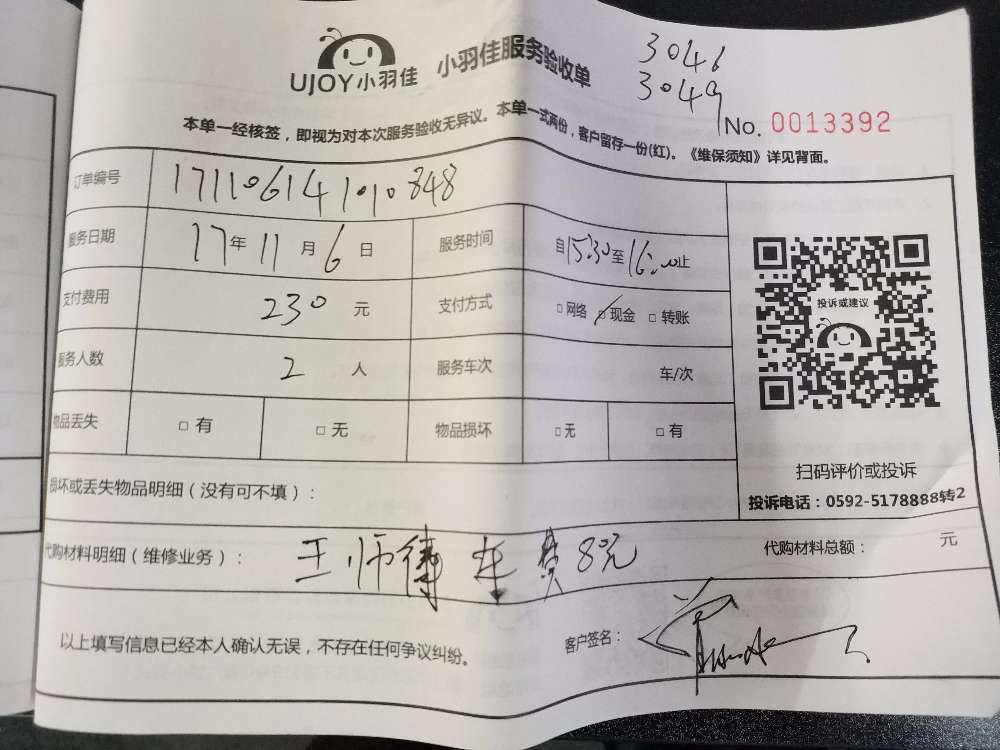 UJOY小羽佳
小羽佳服务验收单
3046
3049
No. 0013392
本单一经核签，即视为对本次服务验收无异议。本单一式两份，客户留存一份(红)。《维保须知》详见背面。
订单编号 17110614101010848
服务日期 17年11月6日 服务时间 自15:30至16:00止
支付费用 230 元 支付方式 □网络 □现金 □转账
服务人数 2 人 服务车次 车/次
物品丢失 □ 有 □ 无 物品损坏 □ 无 □ 有
损坏或丢失物品明细（没有可不填）：
代购材料明细（维修业务）： 王师傅车费80元 代购材料总额： 元
以上填写信息已经本人确认无误，不存在任何争议纠纷。 客户签名：
投诉或建议
扫码评价或投诉
投诉电话：0592-5178888转2